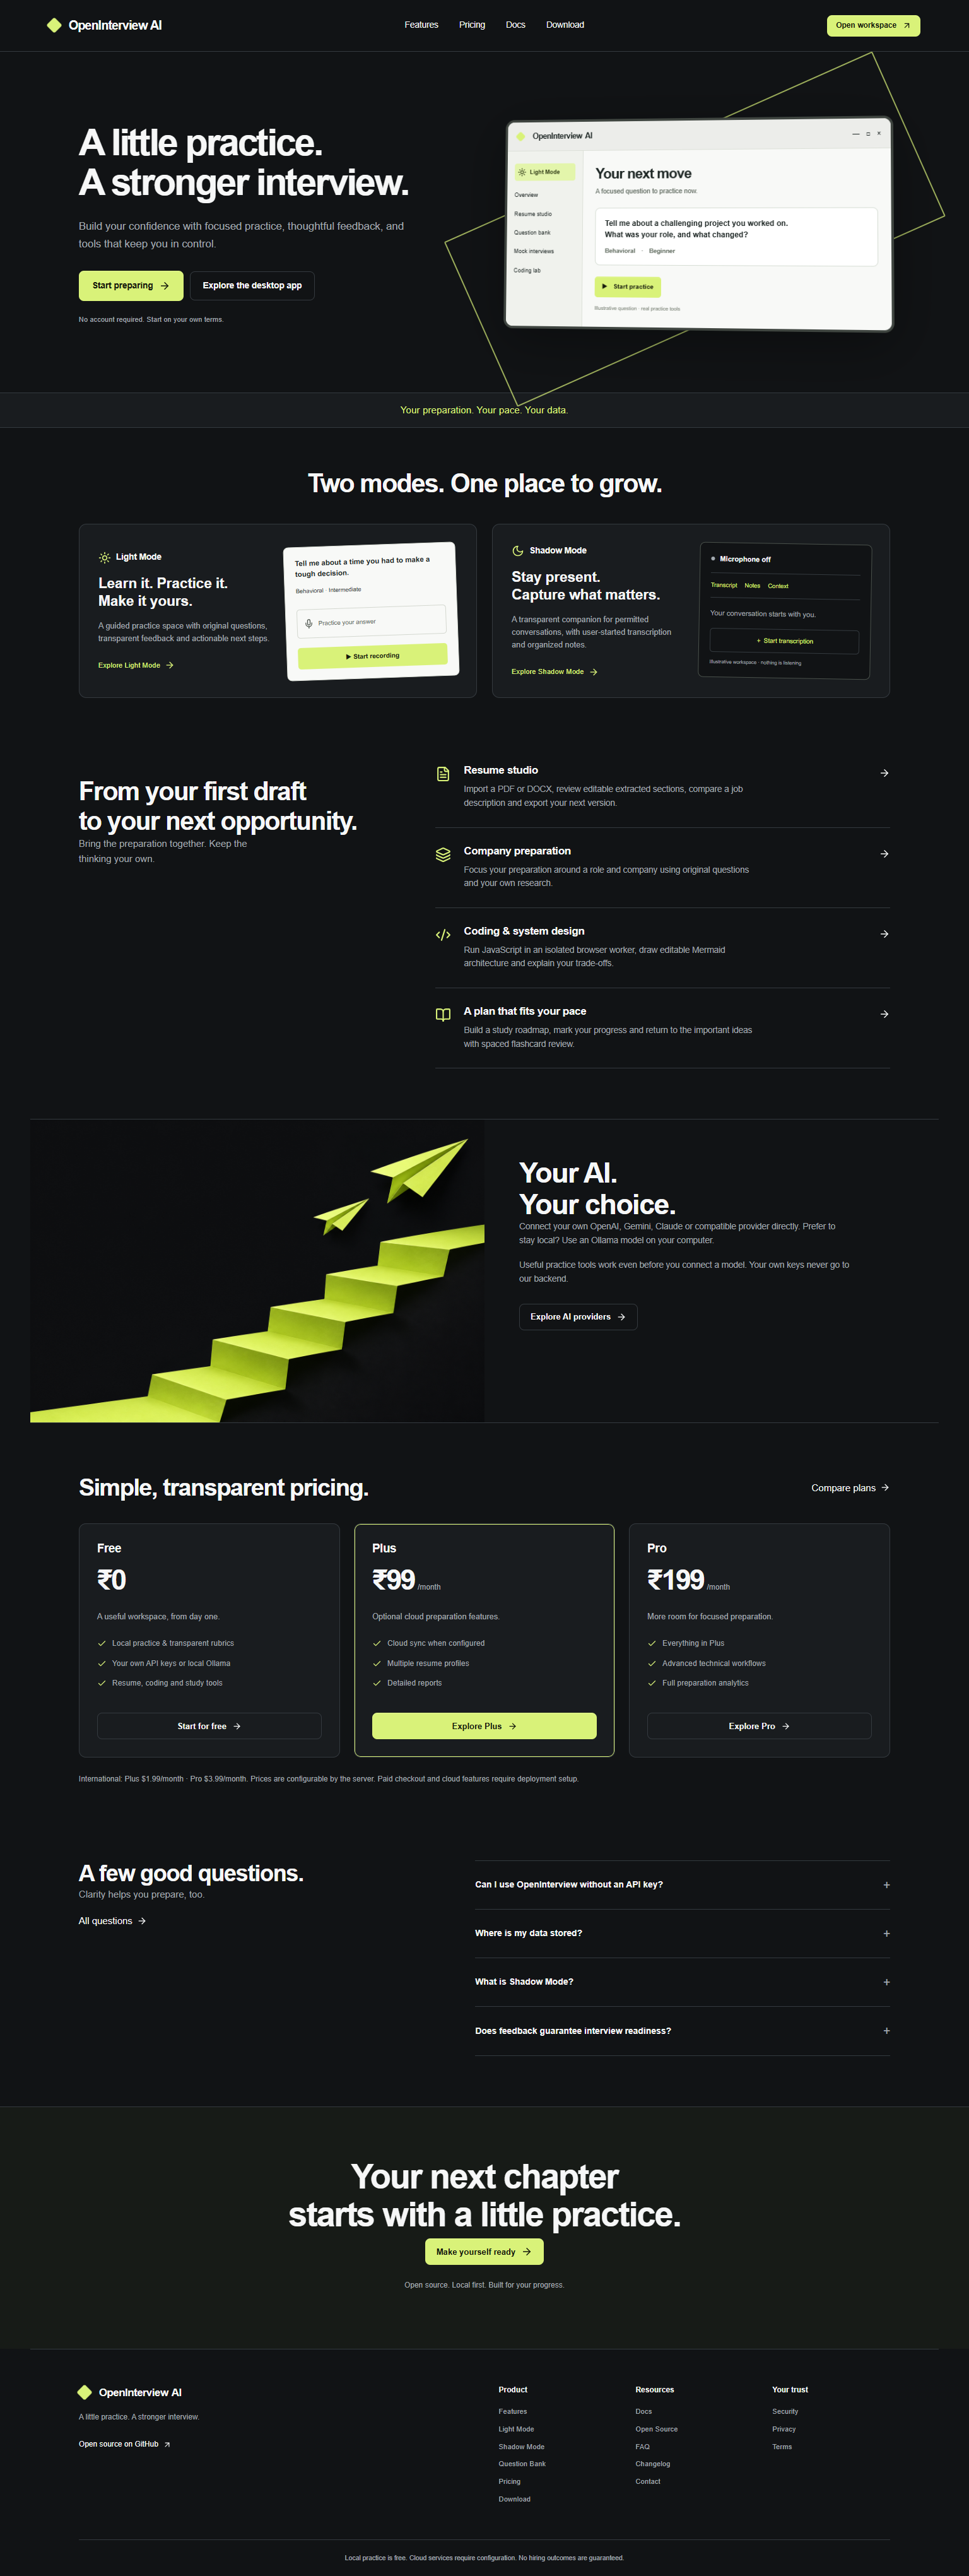 OpenInterview AI
Features Pricing Docs Download
Open workspace
A little practice.
A stronger interview.
Build your confidence with focused practice, thoughtful feedback, and
tools that keep you in control.
Start preparing
Explore the desktop app
No account required. Start on your own terms.
OpenInterview AI
Light Mode
Overview
Resume studio
Question bank
Mock interviews
Coding lab
Your next move
A focused question to practice now.
Tell me about a challenging project you worked on.
What was your role, and what changed?
Behavioral · Beginner
Start practice
Illustrative question · real practice tools
Your preparation. Your pace. Your data.
Two modes. One place to grow.
Light Mode
Learn it. Practice it.
Make it yours.
A guided practice space with original questions,
transparent feedback and actionable next steps.
Explore Light Mode
Tell me about a time you had to make a
tough decision.
Behavioral · Intermediate
Practice your answer
Start recording
Shadow Mode
Stay present.
Capture what matters.
A transparent companion for permitted
conversations, with user-started transcription
and organized notes.
Explore Shadow Mode
Microphone off
Transcript Notes Context
Your conversation starts with you.
+ Start transcription
Illustrative workspace · nothing is listening
From your first draft
to your next opportunity.
Bring the preparation together. Keep the
thinking your own.
Resume studio
Import a PDF or DOCX, review editable extracted sections, compare a job
description and export your next version.
Company preparation
Focus your preparation around a role and company using original questions
and your own research.
Coding & system design
Run JavaScript in an isolated browser worker, draw editable Mermaid
architecture and explain your trade-offs.
A plan that fits your pace
Build a study roadmap, mark your progress and return to the important ideas
with spaced flashcard review.
Your AI.
Your choice.
Connect your own OpenAI, Gemini, Claude or compatible provider directly. Prefer to
stay local? Use an Ollama model on your computer.
Useful practice tools work even before you connect a model. Your own keys never go to
our backend.
Explore AI providers
Simple, transparent pricing.
Compare plans
Free
₹0
A useful workspace, from day one.
Local practice & transparent rubrics
Your own API keys or local Ollama
Resume, coding and study tools
Start for free
Plus
₹99 /month
Optional cloud preparation features.
Cloud sync when configured
Multiple resume profiles
Detailed reports
Explore Plus
Pro
₹199 /month
More room for focused preparation.
Everything in Plus
Advanced technical workflows
Full preparation analytics
Explore Pro
International: Plus $1.99/month · Pro $3.99/month. Prices are configurable by the server. Paid checkout and cloud features require deployment setup.
A few good questions.
Clarity helps you prepare, too.
All questions
Can I use OpenInterview without an API key?
Where is my data stored?
What is Shadow Mode?
Does feedback guarantee interview readiness?
Your next chapter
starts with a little practice.
Make yourself ready
Open source. Local first. Built for your progress.
OpenInterview AI
A little practice. A stronger interview.
Open source on GitHub
Product
Features
Light Mode
Shadow Mode
Question Bank
Pricing
Download
Resources
Docs
Open Source
FAQ
Changelog
Contact
Your trust
Security
Privacy
Terms
Local practice is free. Cloud services require configuration. No hiring outcomes are guaranteed.